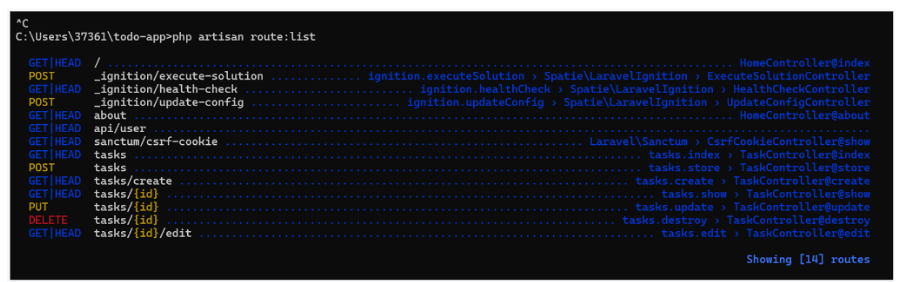 ^C
C:\Users\37361\todo-app>php artisan route:list
GET|HEAD / ........................................................................................ HomeController@index
POST _ignition/execute-solution .............. ignition.executeSolution › Spatie\LaravelIgnition › ExecuteSolutionController
GET|HEAD _ignition/health-check .......................... ignition.healthCheck › Spatie\LaravelIgnition › HealthCheckController
POST _ignition/update-config ........................ ignition.updateConfig › Spatie\LaravelIgnition › UpdateConfigController
GET|HEAD about .................................................................................... HomeController@about
GET|HEAD api/user ........................................................................................................
GET|HEAD sanctum/csrf-cookie ................................................ Laravel\Sanctum › CsrfCookieController@show
GET|HEAD tasks ...................................................................... tasks.index › TaskController@index
POST tasks ...................................................................... tasks.store › TaskController@store
GET|HEAD tasks/create ............................................................. tasks.create › TaskController@create
GET|HEAD tasks/{id} ................................................................... tasks.show › TaskController@show
PUT tasks/{id} ............................................................... tasks.update › TaskController@update
DELETE tasks/{id} ............................................................. tasks.destroy › TaskController@destroy
GET|HEAD tasks/{id}/edit .............................................................. tasks.edit › TaskController@edit
Showing [14] routes